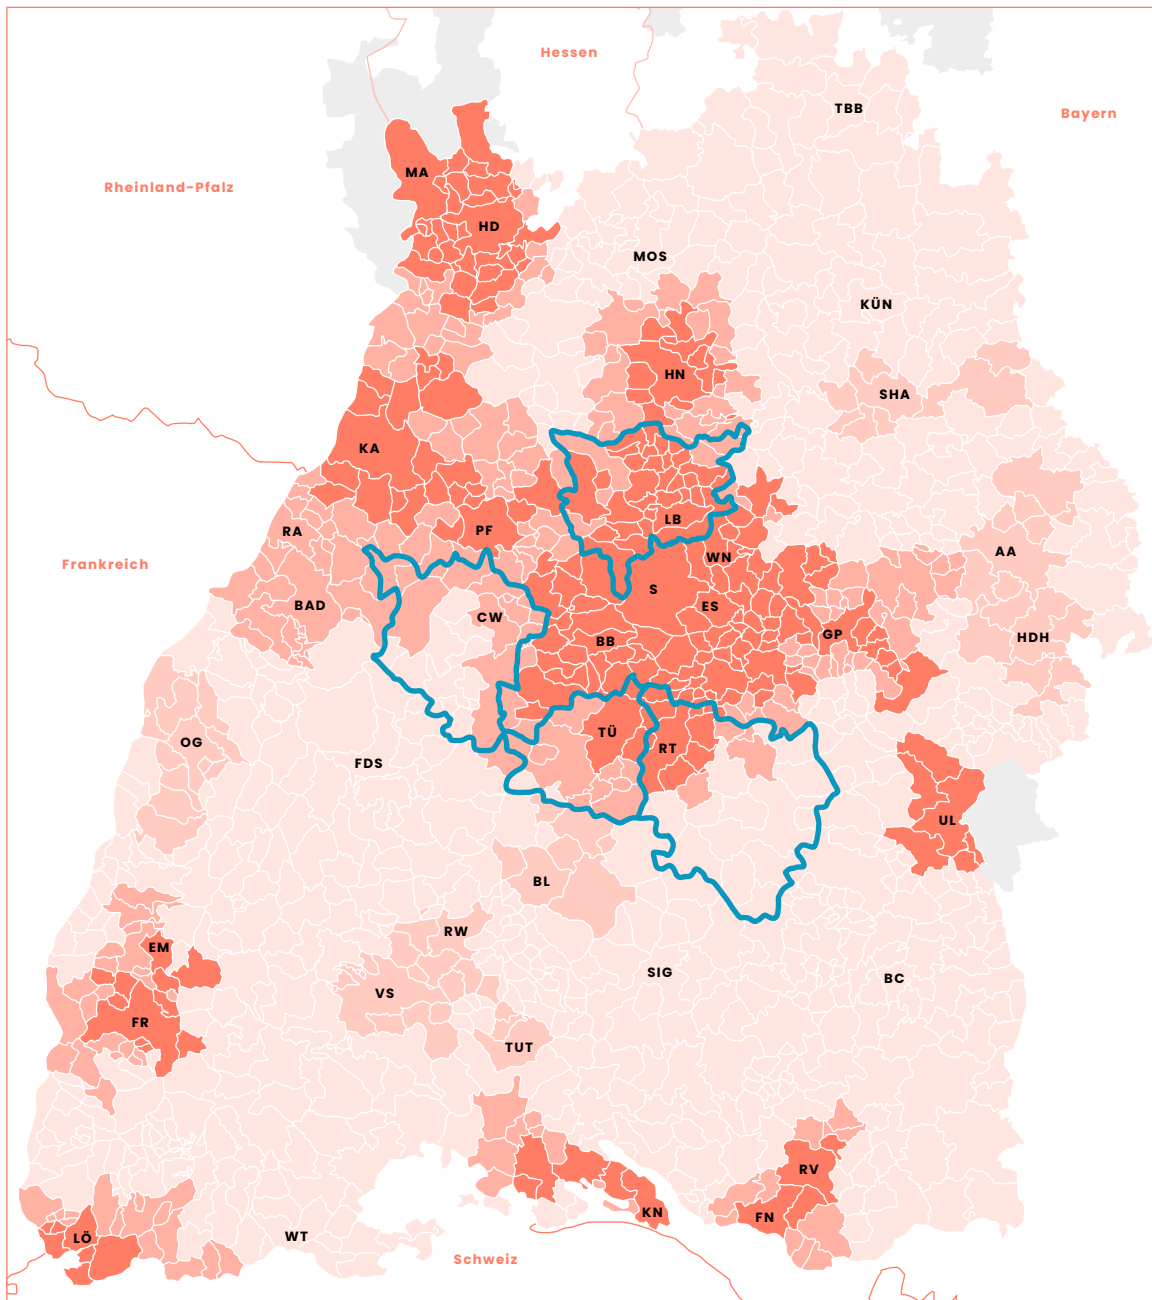 Hessen
TBB
Bayern
MA
Rheinland-Pfalz
HD
MOS
KÜN
HN
SHA
KA
LB
RA
PF
AA
WN
Frankreich
S
BAD
CW
ES
GP
HDH
BB
TÜ
OG
RT
FDS
UL
BL
RW
EM
SIG
BC
VS
FR
TUT
RV
KN
FN
LÖ
WT
Schweiz